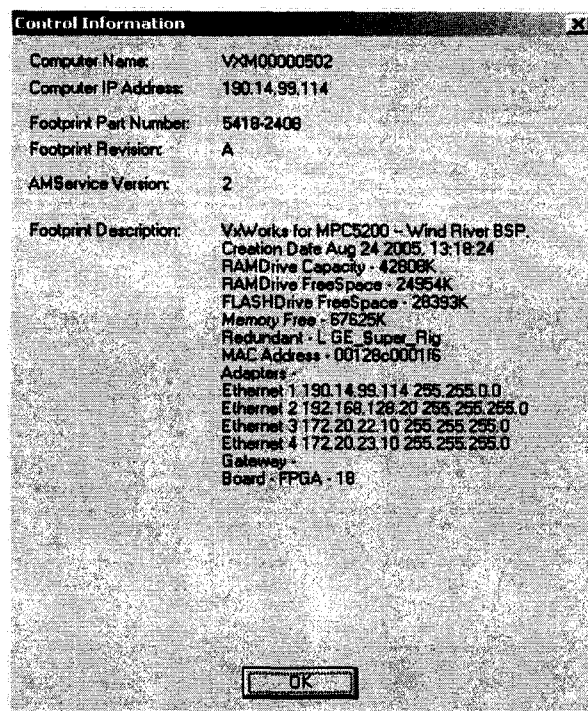 Control Information
Computer Name: VXM00000502
Computer IP Address: 190.14.99.114
Footprint Part Number: 5418-2408
Footprint Revision: A
AMService Version: 2
Footprint Description: VxWorks for MPC5200 - Wind River BSP.
Creation Date Aug 24 2005, 13:18:24
RAMDrive Capacity - 42808K
RAMDrive FreeSpace - 24954K
FLASHDrive FreeSpace - 28393K
Memory Free - 67625K
Redundant - L GE_Super_Rig
MAC Address - 00128c0001f6
Adapters -
Ethernet 1 190.14.99.114 255.255.0.0
Ethernet 2 192.168.128.20 255.255.255.0
Ethernet 3 172.20.22.10 255.255.255.0
Ethernet 4 172.20.23.10 255.255.255.0
Gateway -
Board - FPGA - 18
OK